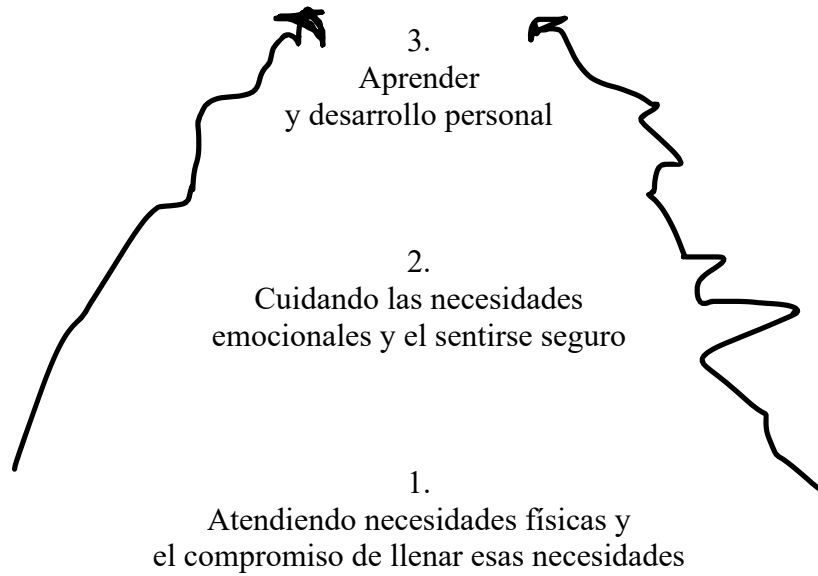 3.
Aprender
y desarrollo personal
2.
Cuidando las necesidades
emocionales y el sentirse seguro
1.
Atendiendo necesidades físicas y
el compromiso de llenar esas necesidades